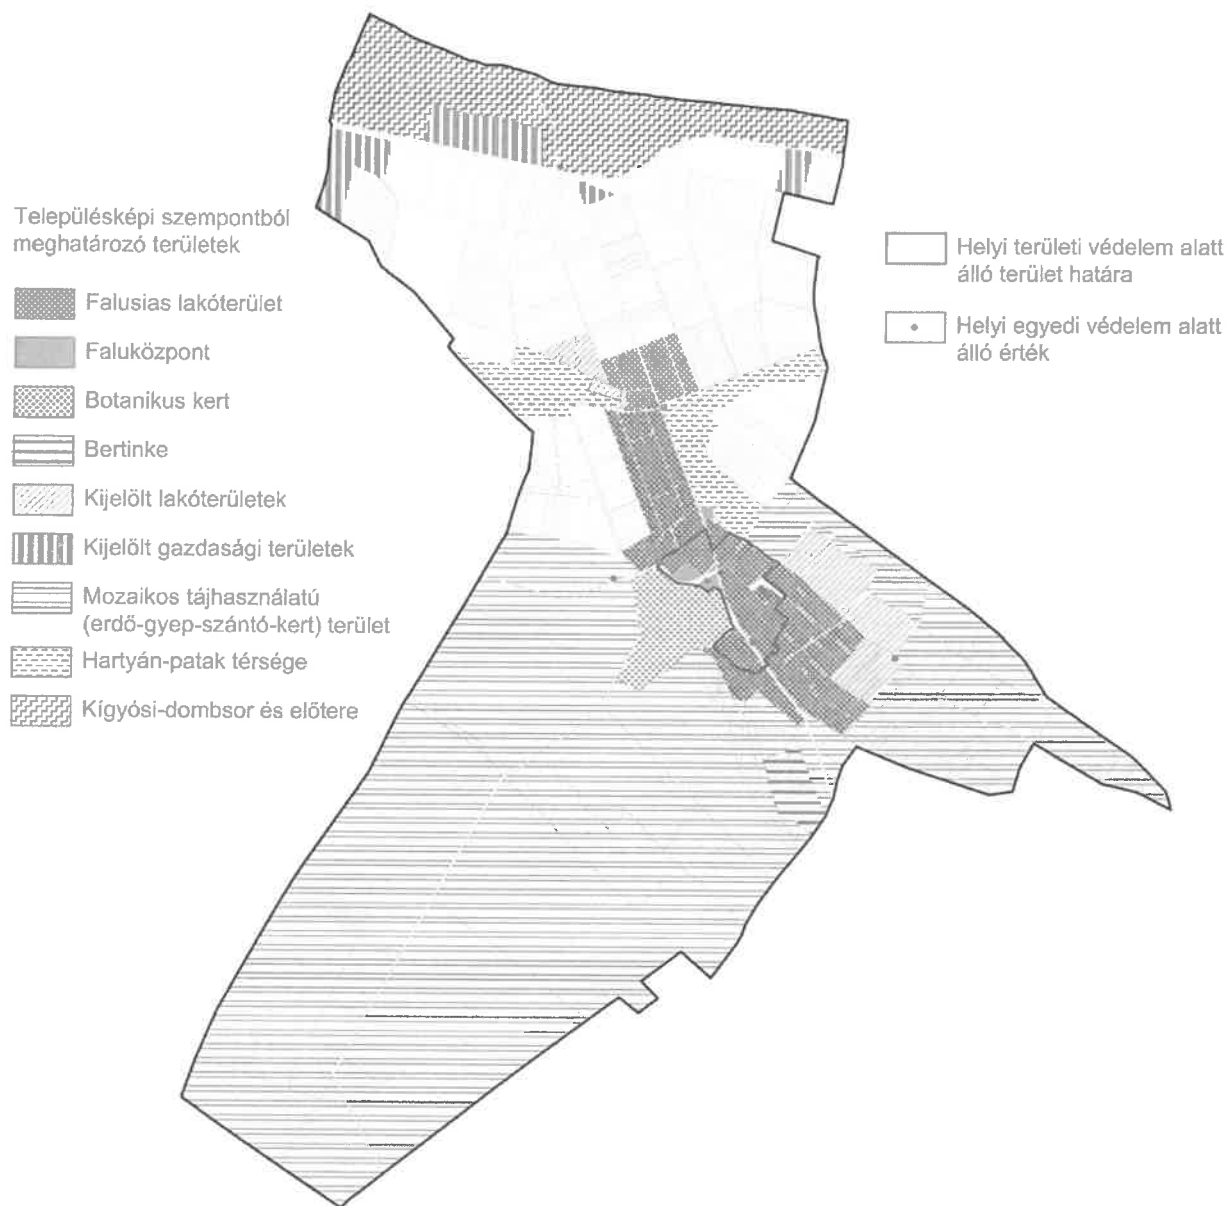 Településképi szempontból
meghatározó területek
Falusias lakóterület
Faluközpont
Botanikus kert
Bertinke
Kijelölt lakóterületek
Kijelölt gazdasági területek
Mozaikos tájhasználatú
(erdő-gyep-szántó-kert) terület
Hartyán-patak térsége
Kígyósi-dombsor és előtere
Helyi területi védelem alatt
álló terület határa
Helyi egyedi védelem alatt
álló érték